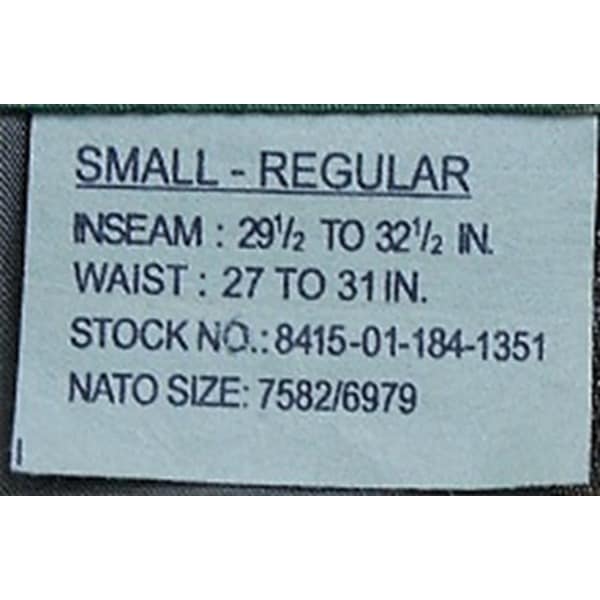 SMALL - REGULAR
INSEAM : 29½ TO 32½ IN.
WAIST : 27 TO 31 IN.
STOCK NO.: 8415-01-184-1351
NATO SIZE: 7582/6979